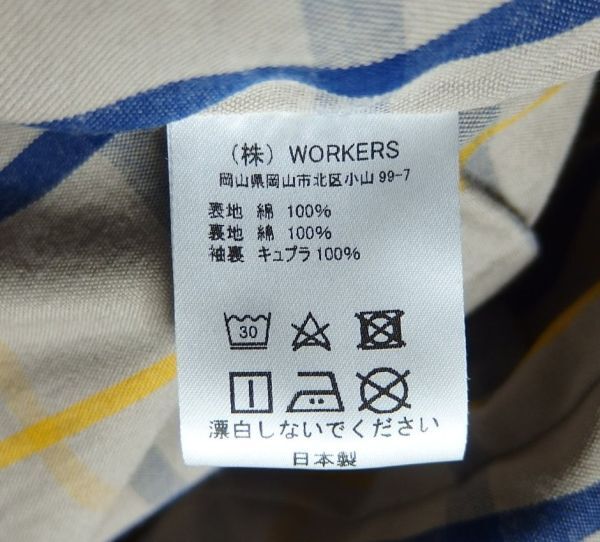 (株) WORKERS
岡山県岡山市北区小山 99-7
表地 綿 100%
裏地 綿 100%
袖裏 キュプラ 100%
30
漂白しないでください
日本製